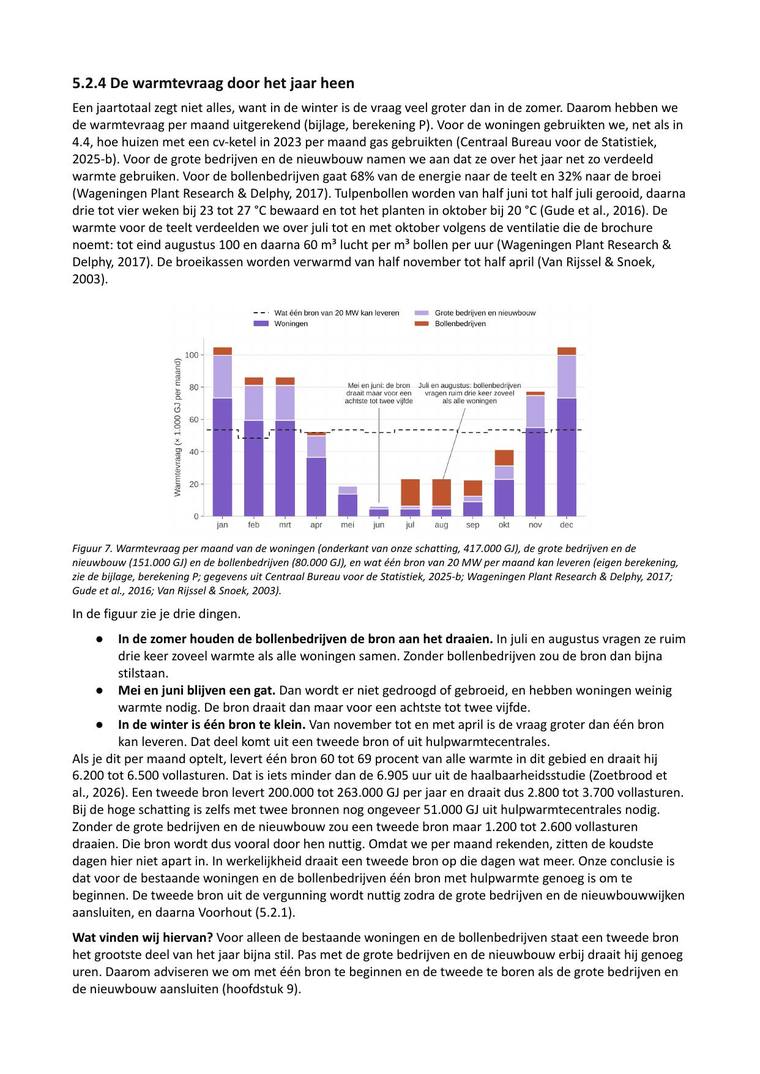 5.2.4 De warmtevraag door het jaar heen
Een jaartotaal zegt niet alles, want in de winter is de vraag veel groter dan in de zomer. Daarom hebben we
de warmtevraag per maand uitgerekend (bijlage, berekening P). Voor de woningen gebruikten we, net als in
4.4, hoe huizen met een cv-ketel in 2023 per maand gas gebruikten (Centraal Bureau voor de Statistiek,
2025-b). Voor de grote bedrijven en de nieuwbouw namen we aan dat ze over het jaar net zo verdeeld
warmte gebruiken. Voor de bollenbedrijven gaat 68% van de energie naar de teelt en 32% naar de broei
(Wageningen Plant Research & Delphy, 2017). Tulpenbollen worden van half juni tot half juli gerooid, daarna
drie tot vier weken bij 23 tot 27 °C bewaard en tot het planten in oktober bij 20 °C (Gude et al., 2016). De
warmte voor de teelt verdeelden we over juli tot en met oktober volgens de ventilatie die de brochure
noemt: tot eind augustus 100 en daarna 60 m³ lucht per m³ bollen per uur (Wageningen Plant Research &
Delphy, 2017). De broeikassen worden verwarmd van half november tot half april (Van Rijssel & Snoek,
2003).
Wat één bron van 20 MW kan leveren
Grote bedrijven en nieuwbouw
Woningen
Bollenbedrijven
Warmtevraag (× 1.000 GJ per maand)
100
80
60
40
20
0
Mei en juni: de bron
draait maar voor een
achtste tot twee vijfde
Juli en augustus: bollenbedrijven
vragen ruim drie keer zoveel
als alle woningen
jan feb mrt apr mei jun jul aug sep okt nov dec
Figuur 7. Warmtevraag per maand van de woningen (onderkant van onze schatting, 417.000 GJ), de grote bedrijven en de
nieuwbouw (151.000 GJ) en de bollenbedrijven (80.000 GJ), en wat één bron van 20 MW per maand kan leveren (eigen berekening,
zie de bijlage, berekening P; gegevens uit Centraal Bureau voor de Statistiek, 2025-b; Wageningen Plant Research & Delphy, 2017;
Gude et al., 2016; Van Rijssel & Snoek, 2003).
In de figuur zie je drie dingen.
● In de zomer houden de bollenbedrijven de bron aan het draaien. In juli en augustus vragen ze ruim
drie keer zoveel warmte als alle woningen samen. Zonder bollenbedrijven zou de bron dan bijna
stilstaan.
● Mei en juni blijven een gat. Dan wordt er niet gedroogd of gebroeid, en hebben woningen weinig
warmte nodig. De bron draait dan maar voor een achtste tot twee vijfde.
● In de winter is één bron te klein. Van november tot en met april is de vraag groter dan één bron
kan leveren. Dat deel komt uit een tweede bron of uit hulpwarmtecentrales.
Als je dit per maand optelt, levert één bron 60 tot 69 procent van alle warmte in dit gebied en draait hij
6.200 tot 6.500 vollasturen. Dat is iets minder dan de 6.905 uur uit de haalbaarheidsstudie (Zoetbrood et
al., 2026). Een tweede bron levert 200.000 tot 263.000 GJ per jaar en draait dus 2.800 tot 3.700 vollasturen.
Bij de hoge schatting is zelfs met twee bronnen nog ongeveer 51.000 GJ uit hulpwarmtecentrales nodig.
Zonder de grote bedrijven en de nieuwbouw zou een tweede bron maar 1.200 tot 2.600 vollasturen
draaien. Die bron wordt dus vooral door hen nuttig. Omdat we per maand rekenden, zitten de koudste
dagen hier niet apart in. In werkelijkheid draait een tweede bron op die dagen wat meer. Onze conclusie is
dat voor de bestaande woningen en de bollenbedrijven één bron met hulpwarmte genoeg is om te
beginnen. De tweede bron uit de vergunning wordt nuttig zodra de grote bedrijven en de nieuwbouwwijken
aansluiten, en daarna Voorhout (5.2.1).
Wat vinden wij hiervan? Voor alleen de bestaande woningen en de bollenbedrijven staat een tweede bron
het grootste deel van het jaar bijna stil. Pas met de grote bedrijven en de nieuwbouw erbij draait hij genoeg
uren. Daarom adviseren we om met één bron te beginnen en de tweede te boren als de grote bedrijven en
de nieuwbouw aansluiten (hoofdstuk 9).